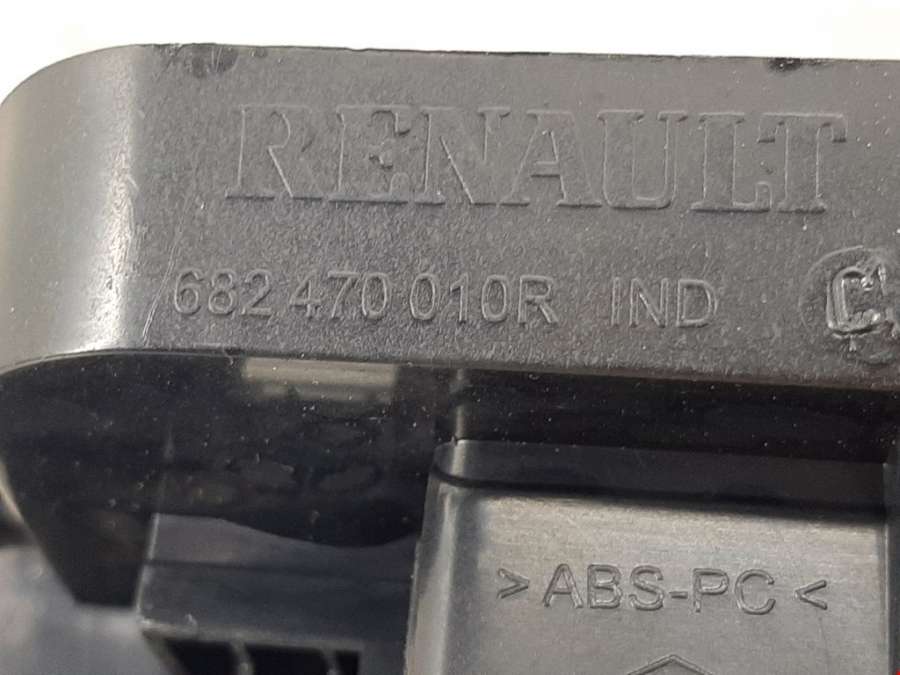 RENAULT
682 470 010R IND C
> ABS-PC <